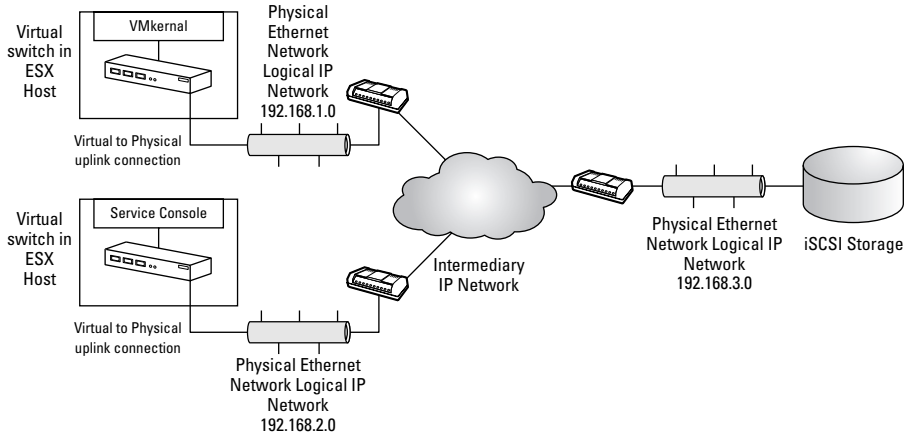 Virtual
switch in
ESX
Host
VMkernal
Physical
Ethernet
Network
Logical IP
Network
192.168.1.0
Virtual to Physical
uplink connection
Virtual
switch in
ESX
Host
Service Console
Virtual to Physical
uplink connection
Physical Ethernet
Network Logical IP
Network
192.168.2.0
Intermediary
IP Network
Physical Ethernet
Network Logical IP
Network
192.168.3.0
iSCSI Storage